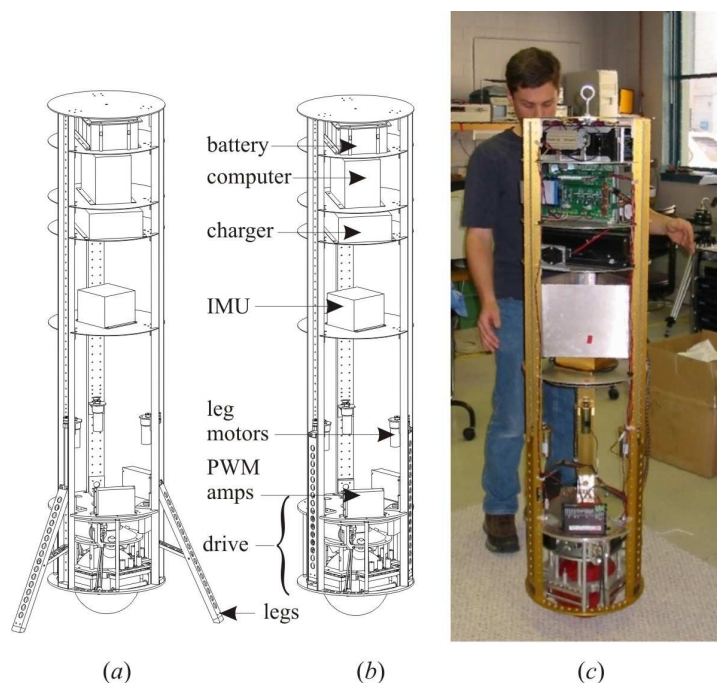 battery
computer
charger
IMU
leg
motors
PWM
amps
drive
legs
(a)
(b)
(c)